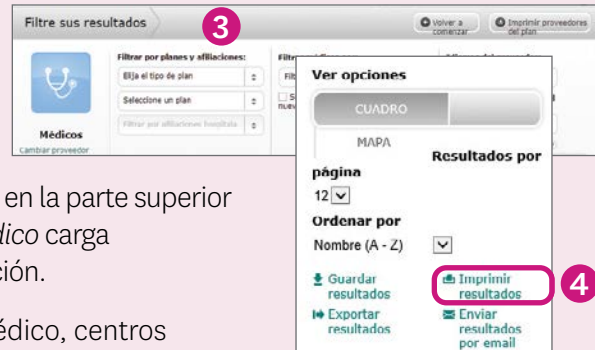 Filtre sus resultados
3
Volver a comenzar
Imprimir proveedores del plan
Filtrar por planes y afiliaciones:
Elija el tipo de plan
Seleccione un plan
Filtrar por afiliaciones hospitala
Médicos
Cambiar proveedor
Ver opciones
CUADRO
MAPA
Resultados por
página
12
Ordenar por
Nombre (A - Z)
Guardar
resultados
Imprimir
resultados
4
Exportar
resultados
Enviar
resultados
por email
en la parte superior
dico carga
ción.
édico, centros